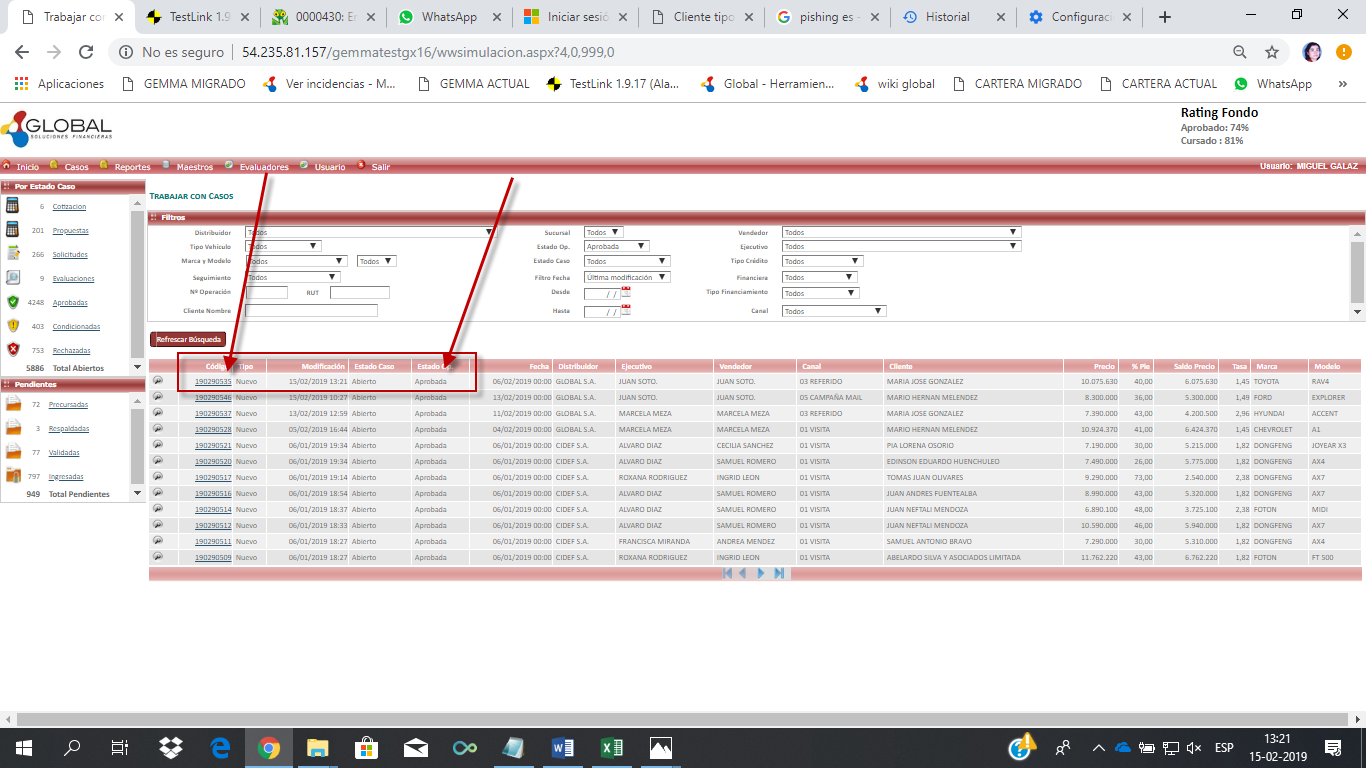 Trabajar con
TestLink 1.9
0000430: Er
WhatsApp
Iniciar sesió
Cliente tipo
pishing es -
Historial
Configurac
No es seguro | 54.235.81.157/gemmatestgx16/wwsimulacion.aspx?4,0,999,0
Aplicaciones GEMMA MIGRADO Ver incidencias - M... GEMMA ACTUAL TestLink 1.9.17 (Ala... Global - Herramien... wiki global CARTERA MIGRADO CARTERA ACTUAL WhatsApp »
GLOBAL
SOLUCIONES FINANCIERAS
Rating Fondo
Aprobado: 74%
Cursado : 81%
Inicio Casos Reportes Maestros Evaluadores Usuario Salir Usuario: MIGUEL GALAZ
Por Estado Caso
6 Cotizacion
201 Propuestas
266 Solicitudes
9 Evaluaciones
4248 Aprobadas
403 Condicionadas
753 Rechazadas
5886 Total Abiertos
Pendientes
72 Precursadas
3 Respaldadas
77 Validadas
797 Ingresadas
949 Total Pendientes
TRABAJAR CON CASOS
Filtros
Distribuidor Todos Sucursal Todos Vendedor Todos
Tipo Vehículo Todos Estado Op. Aprobada Ejecutivo Todos
Marca y Modelo Todos Todos Estado Caso Todos Tipo Crédito Todos
Seguimiento Todos Filtro Fecha Última modificación Financiera Todos
Nº Operación RUT Desde / / Tipo Financiamiento Todos
Cliente Nombre Hasta / / Canal Todos
Refrescar Búsqueda
Código Tipo Modificación Estado Caso Estado Fecha Distribuidor Ejecutivo Vendedor Canal Cliente Precio % Pie Saldo Precio Tasa Marca Modelo
190290535 Nuevo 15/02/2019 13:21 Abierto Aprobada 06/02/2019 00:00 GLOBAL S.A. JUAN SOTO. JUAN SOTO. 03 REFERIDO MARIA JOSE GONZALEZ 10.075.630 40,00 6.075.630 1,45 TOYOTA RAV4
190290546 Nuevo 15/02/2019 10:27 Abierto Aprobada 13/02/2019 00:00 GLOBAL S.A. JUAN SOTO. JUAN SOTO. 05 CAMPAÑA MAIL MARIO HERNAN MELENDEZ 8.300.000 36,00 5.300.000 1,49 FORD EXPLORER
190290537 Nuevo 13/02/2019 12:59 Abierto Aprobada 11/02/2019 00:00 GLOBAL S.A. MARCELA MEZA MARCELA MEZA 03 REFERIDO MARIA JOSE GONZALEZ 7.390.000 43,00 4.200.500 2,96 HYUNDAI ACCENT
190290528 Nuevo 05/02/2019 16:44 Abierto Aprobada 04/02/2019 00:00 GLOBAL S.A. MARCELA MEZA MARCELA MEZA 01 VISITA MARIO HERNAN MELENDEZ 10.924.370 41,00 6.424.370 1,45 CHEVROLET A1
190290521 Nuevo 06/01/2019 19:34 Abierto Aprobada 06/01/2019 00:00 CIDEF S.A. ALVARO DIAZ CECILIA SANCHEZ 01 VISITA PIA LORENA OSORIO 7.190.000 30,00 5.215.000 1,82 DONGFENG JOYEAR X3
190290520 Nuevo 06/01/2019 19:34 Abierto Aprobada 06/01/2019 00:00 CIDEF S.A. ALVARO DIAZ SAMUEL ROMERO 01 VISITA EDINSON EDUARDO HUENCHULEO 7.490.000 26,00 5.775.000 1,82 DONGFENG AX4
190290517 Nuevo 06/01/2019 19:14 Abierto Aprobada 06/01/2019 00:00 CIDEF S.A. ROXANA RODRIGUEZ INGRID LEON 01 VISITA TOMAS JUAN OLIVARES 9.290.000 73,00 2.540.000 2,38 DONGFENG AX7
190290516 Nuevo 06/01/2019 18:54 Abierto Aprobada 06/01/2019 00:00 CIDEF S.A. ALVARO DIAZ SAMUEL ROMERO 01 VISITA JUAN ANDRES FUENTEALBA 8.990.000 43,00 5.320.000 1,82 DONGFENG AX7
190290514 Nuevo 06/01/2019 18:37 Abierto Aprobada 06/01/2019 00:00 CIDEF S.A. ALVARO DIAZ SAMUEL ROMERO 01 VISITA JUAN NEFTALI MENDOZA 6.890.100 48,00 3.725.100 2,38 FOTON MIDI
190290512 Nuevo 06/01/2019 18:33 Abierto Aprobada 06/01/2019 00:00 CIDEF S.A. ALVARO DIAZ SAMUEL ROMERO 01 VISITA JUAN NEFTALI MENDOZA 10.590.000 46,00 5.940.000 1,82 DONGFENG AX7
190290511 Nuevo 06/01/2019 18:27 Abierto Aprobada 06/01/2019 00:00 CIDEF S.A. FRANCISCA MIRANDA ANDREA MENDEZ 01 VISITA SAMUEL ANTONIO BRAVO 7.290.000 30,00 5.310.000 1,82 DONGFENG AX4
190290509 Nuevo 06/01/2019 18:27 Abierto Aprobada 06/01/2019 00:00 CIDEF S.A. ROXANA RODRIGUEZ INGRID LEON 01 VISITA ABELARDO SILVA Y ASOCIADOS LIMITADA 11.762.220 43,00 6.762.220 1,82 FOTON FT 500
ESP
13:21
15-02-2019